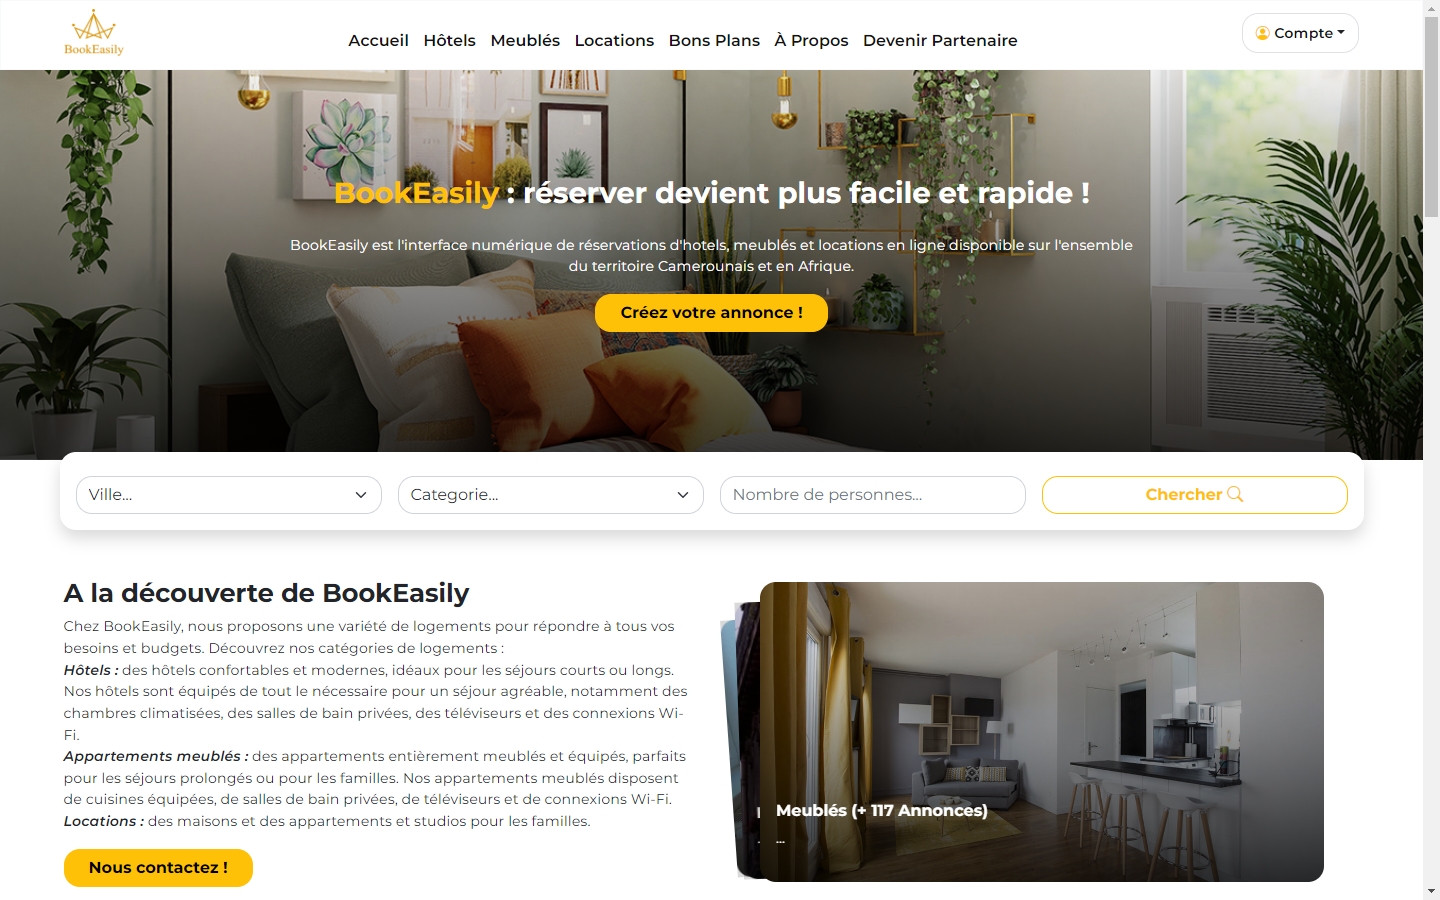 BookEasily
Accueil Hôtels Meublés Locations Bons Plans À Propos Devenir Partenaire
Compte
BookEasily : réserver devient plus facile et rapide !
BookEasily est l'interface numérique de réservations d'hotels, meublés et locations en ligne disponible sur l'ensemble
du territoire Camerounais et en Afrique.
Créez votre annonce !
Ville...
Categorie...
Nombre de personnes...
Chercher
A la découverte de BookEasily
Chez BookEasily, nous proposons une variété de logements pour répondre à tous vos
besoins et budgets. Découvrez nos catégories de logements :
Hôtels : des hôtels confortables et modernes, idéaux pour les séjours courts ou longs.
Nos hôtels sont équipés de tout le nécessaire pour un séjour agréable, notamment des
chambres climatisées, des salles de bain privées, des téléviseurs et des connexions Wi-
Fi.
Appartements meublés : des appartements entièrement meublés et équipés, parfaits
pour les séjours prolongés ou pour les familles. Nos appartements meublés disposent
de cuisines équipées, de salles de bain privées, de téléviseurs et de connexions Wi-Fi.
Locations : des maisons et des appartements et studios pour les familles.
Nous contactez !
Meublés (+ 117 Annonces)
...